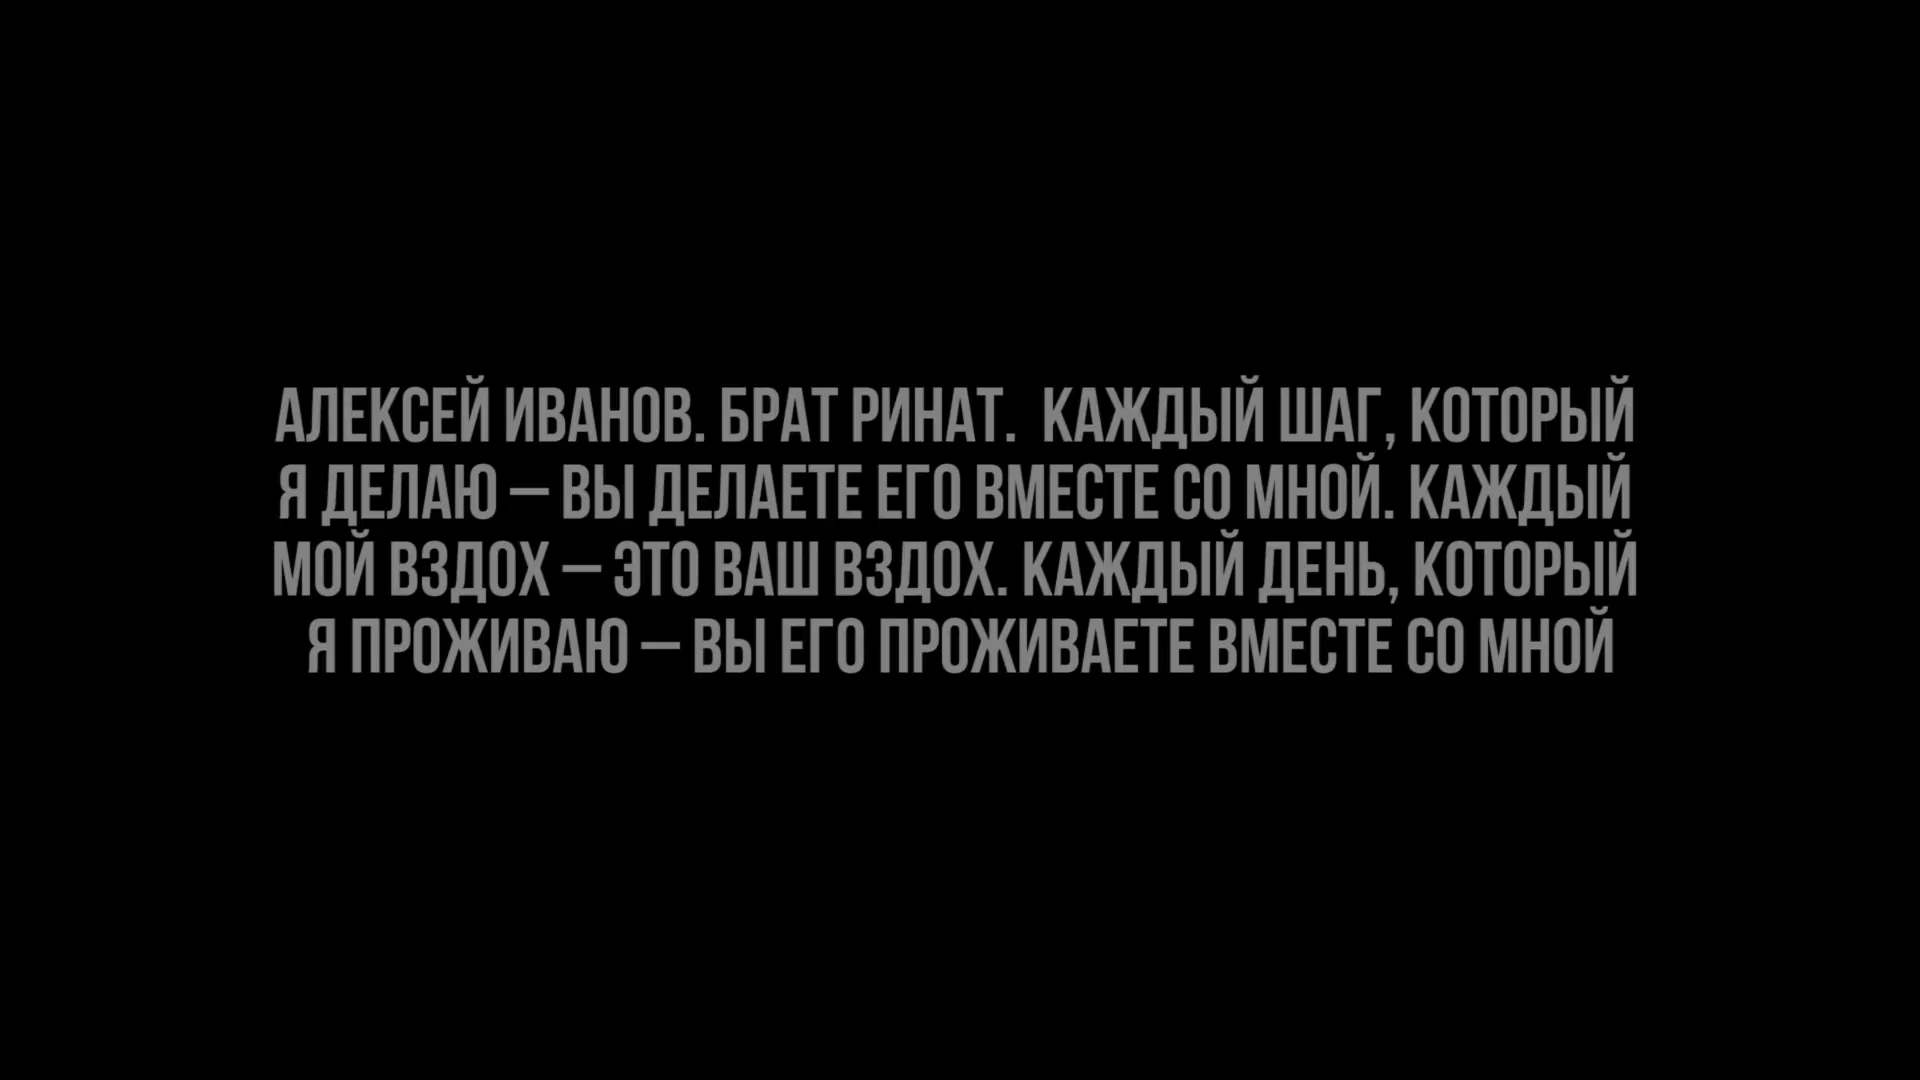 АЛЕКСЕЙ ИВАНОВ. БРАТ РИНАТ.  КАЖДЫЙ ШАГ, КОТОРЫЙ
Я ДЕЛАЮ – ВЫ ДЕЛАЕТЕ ЕГО ВМЕСТЕ СО МНОЙ. КАЖДЫЙ
МОЙ ВЗДОХ – ЭТО ВАШ ВЗДОХ. КАЖДЫЙ ДЕНЬ, КОТОРЫЙ
Я ПРОЖИВАЮ – ВЫ ЕГО ПРОЖИВАЕТЕ ВМЕСТЕ СО МНОЙ